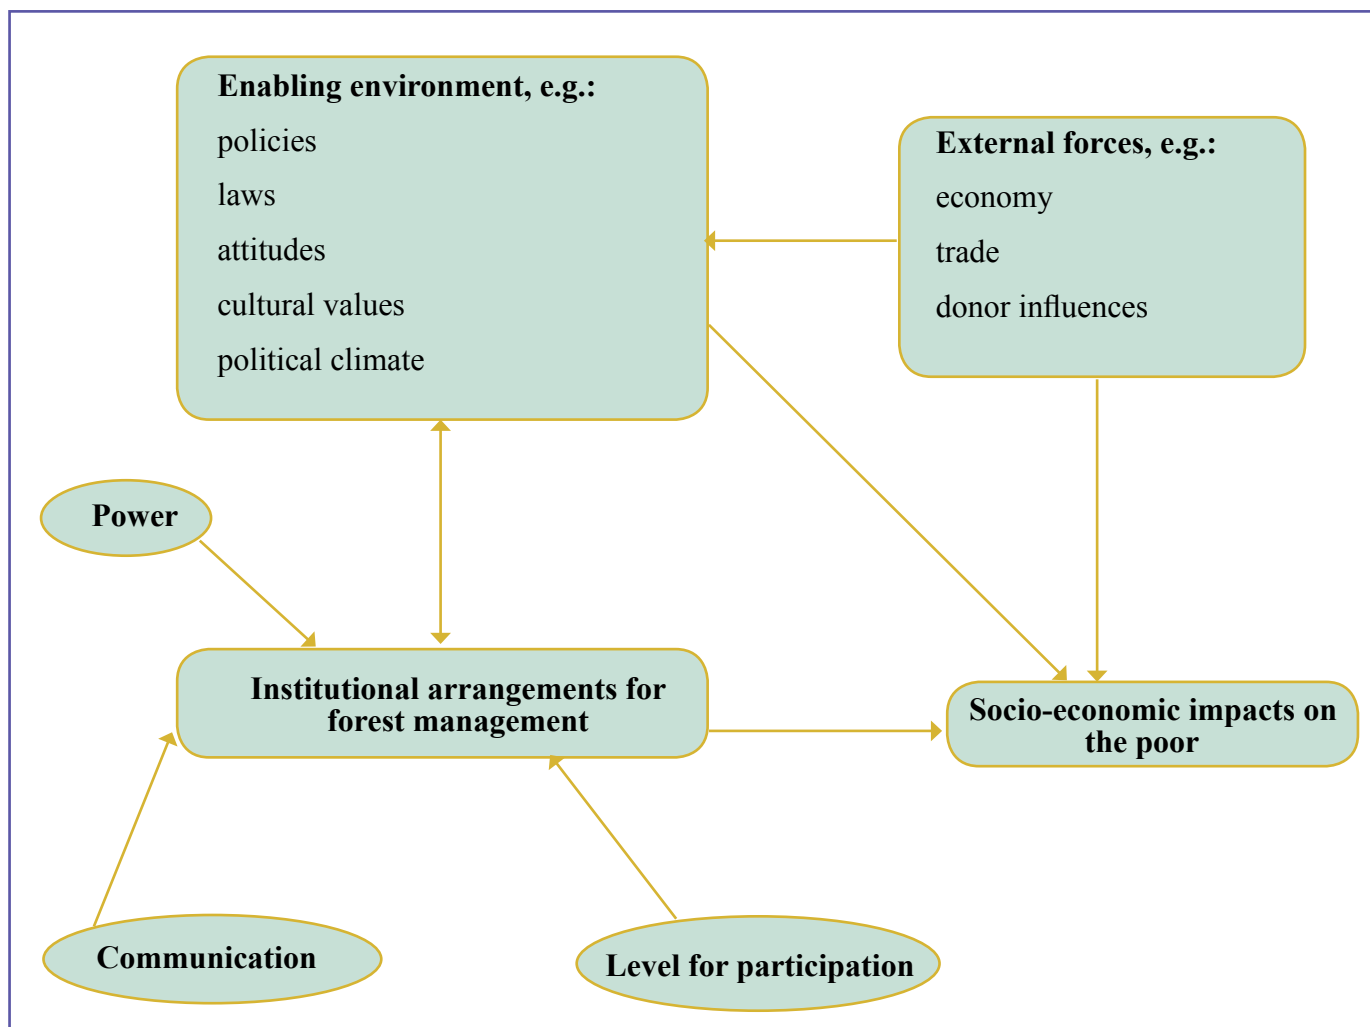 Enabling environment, e.g.:
policies
laws
attitudes
cultural values
political climate
External forces, e.g.:
economy
trade
donor influences
Power
Institutional arrangements for
forest management
Socio-economic impacts on
the poor
Communication
Level for participation